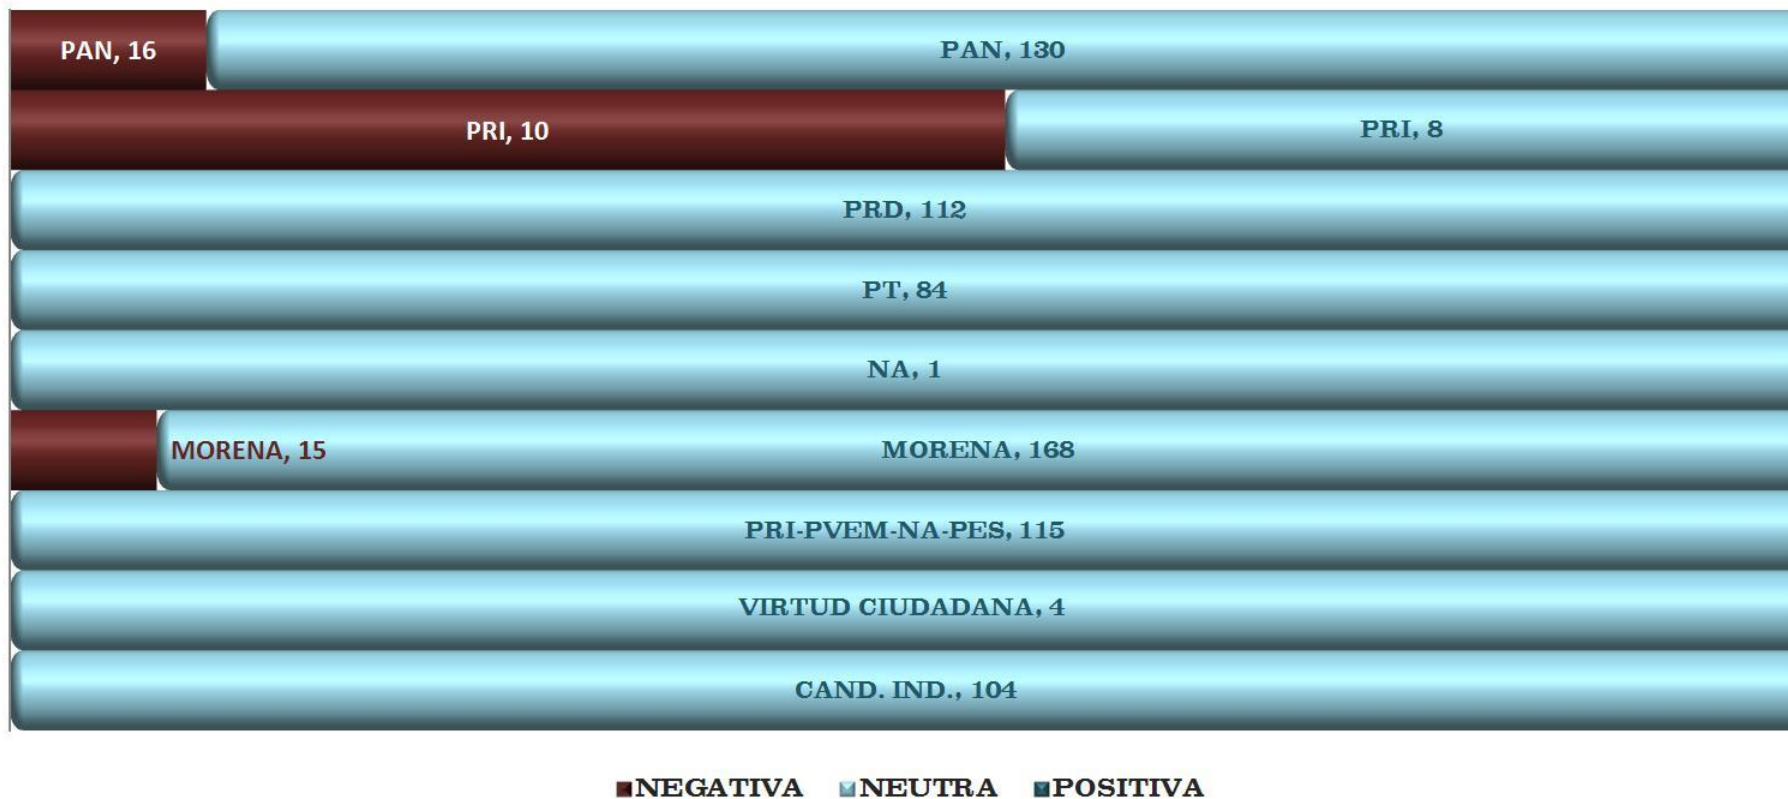 PAN, 16 PAN, 130
PRI, 10 PRI, 8
PRD, 112
PT, 84
NA, 1
MORENA, 15 MORENA, 168
PRI-PVEM-NA-PES, 115
VIRTUD CIUDADANA, 4
CAND. IND., 104
NEGATIVA NEUTRA POSITIVA